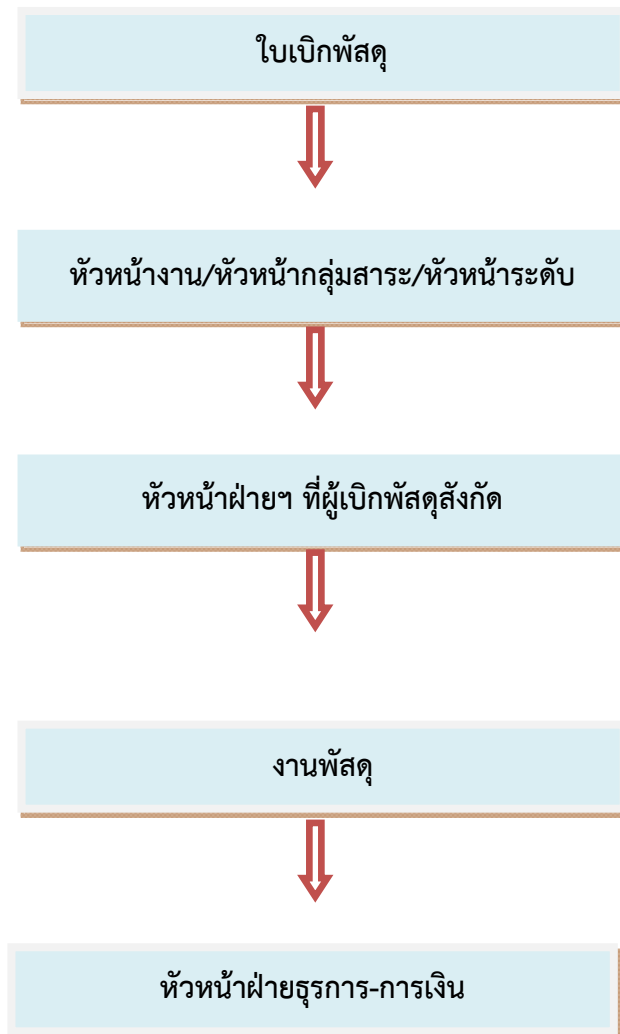 ใบเบิกพัสดุ
หัวหน้างาน/หัวหน้ากลุ่มสาระ/หัวหน้าระดับ
หัวหน้าฝ่ายฯ ที่ผู้เบิกพัสดุสังกัด
งานพัสดุ
หัวหน้าฝ่ายธุรการ-การเงิน